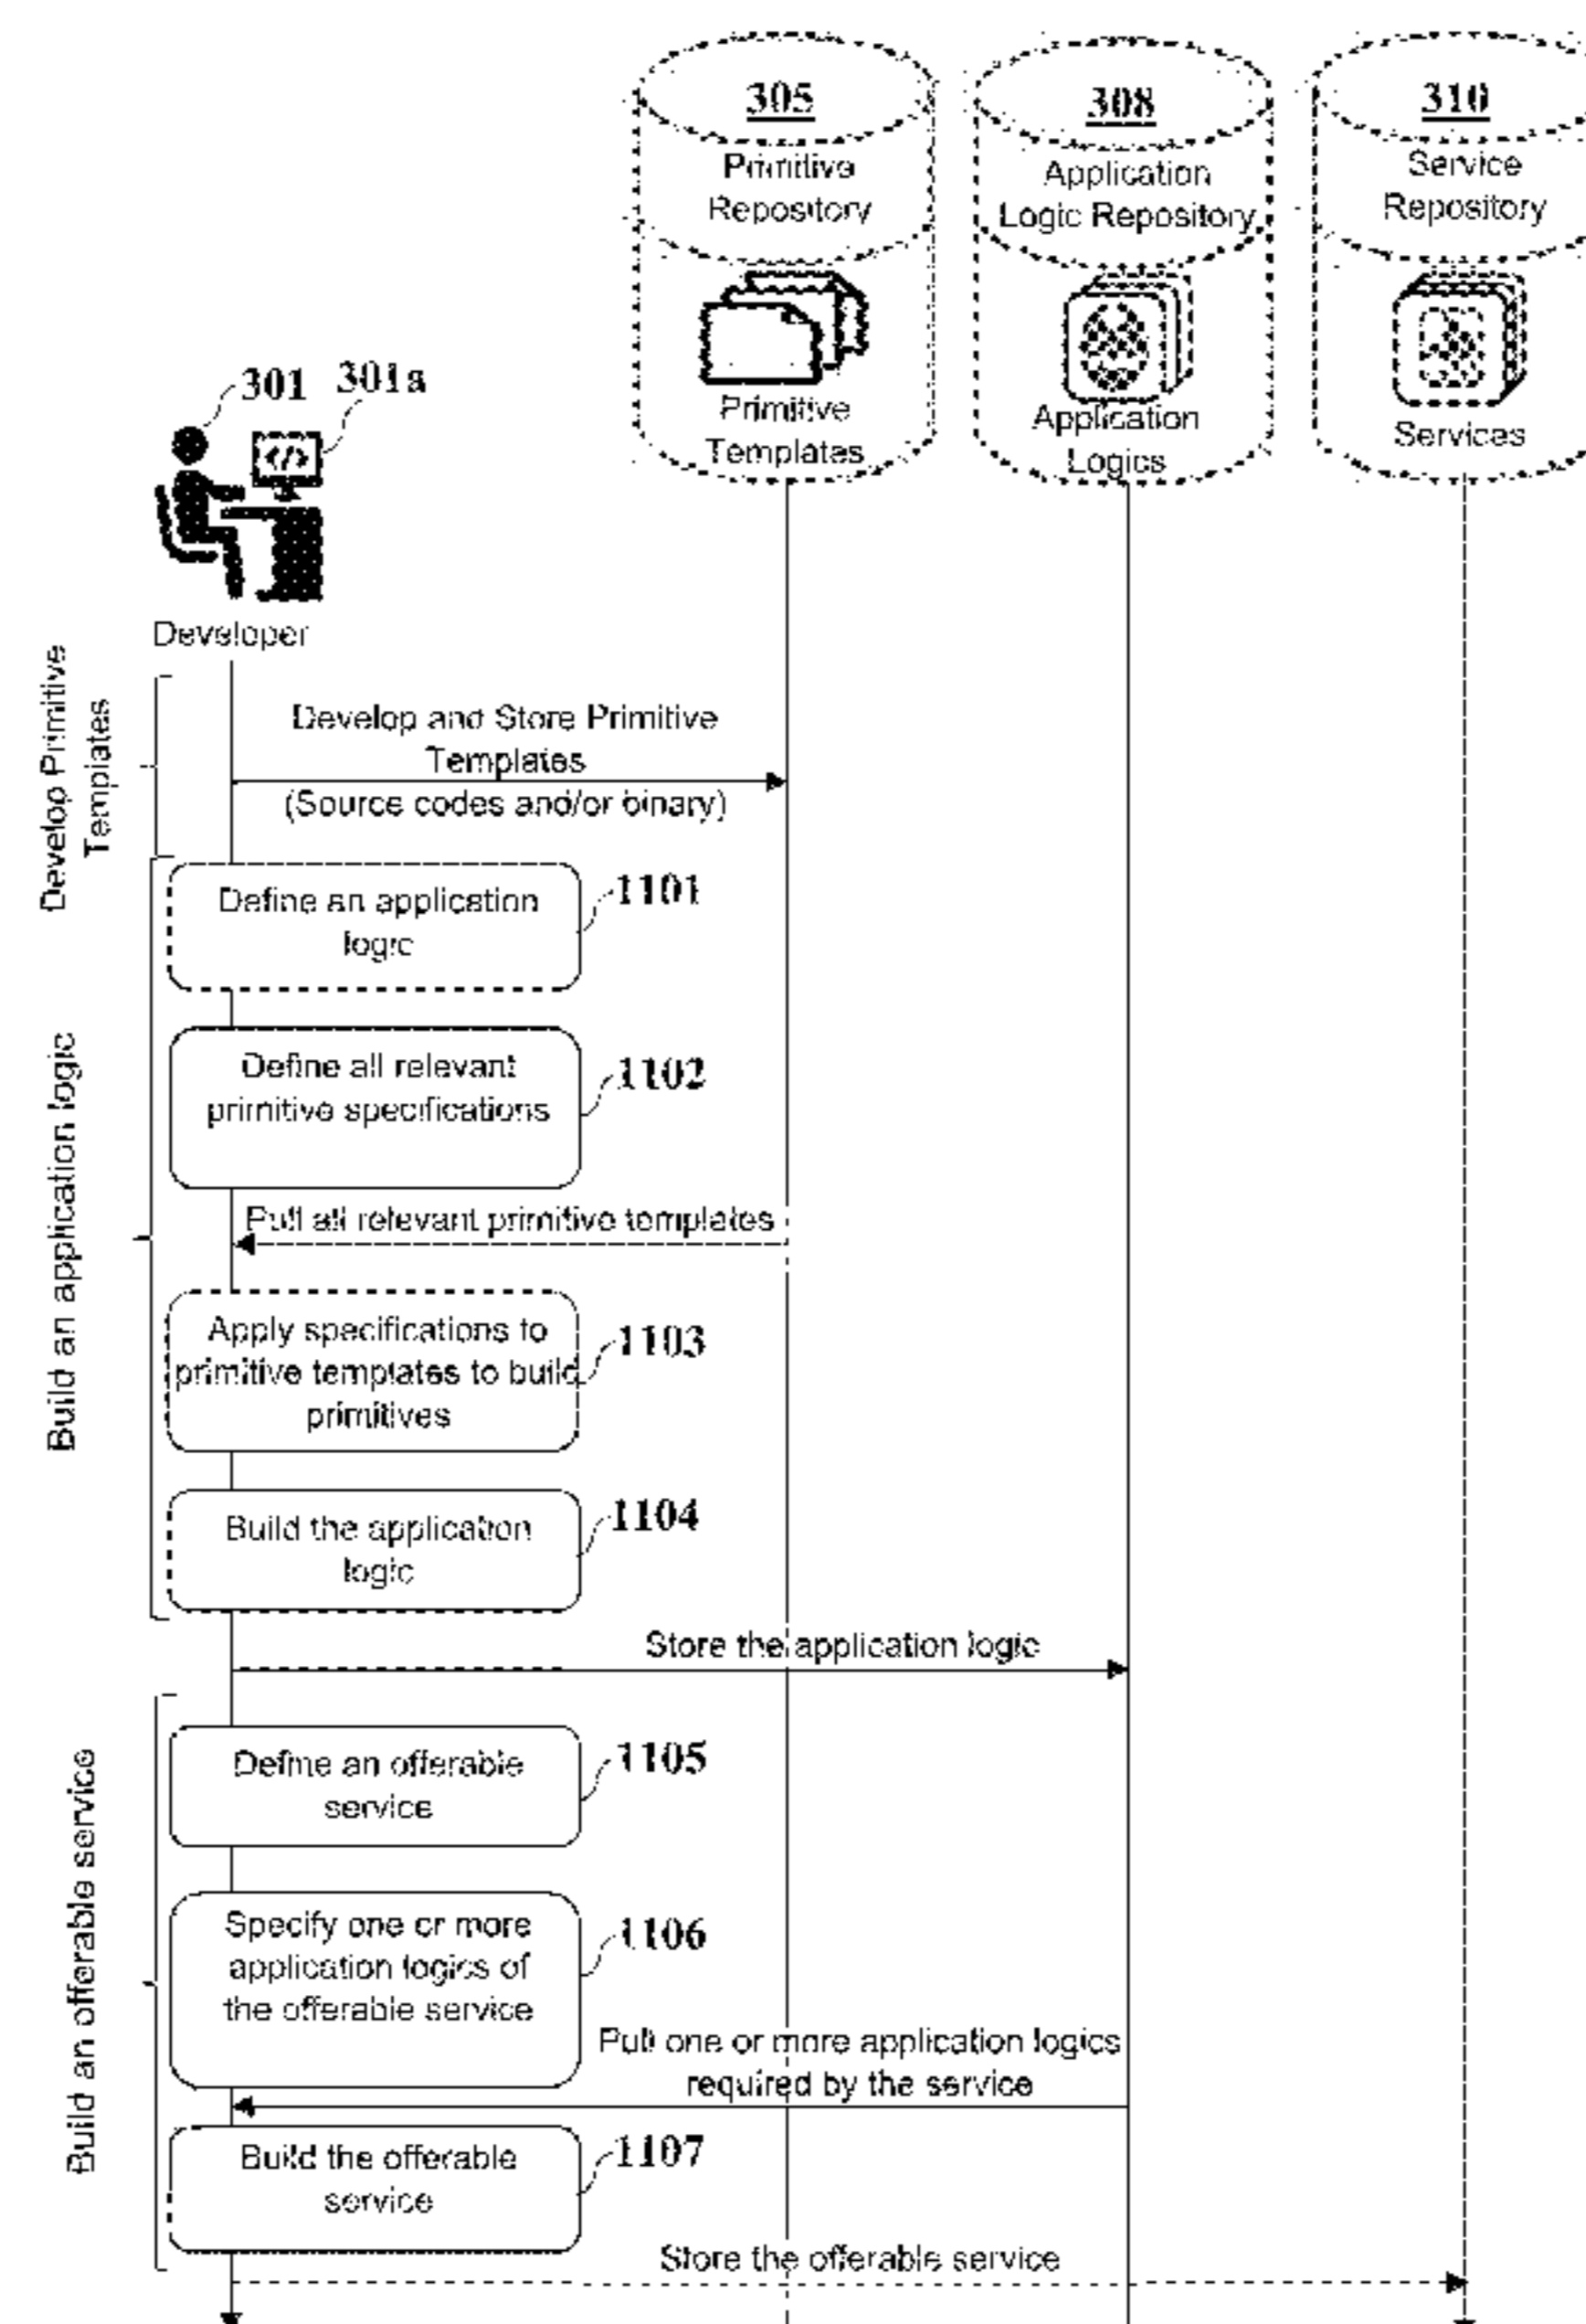 305
Primitive
Repository
Primitive
Templates
308
Application
Logic Repository
Application
Logics
310
Service
Repository
Services
301
301a
</>
Developer
Develop Primitive
Templates
Develop and Store Primitive
Templates
(Source codes and/or binary)
Build an application logic
Define an application
logic
1101
Define all relevant
primitive specifications
1102
Pull all relevant primitive templates
Apply specifications to
primitive templates to build
primitives
1103
Build the application
logic
1104
Store the application logic
Build an offerable service
Define an offerable
service
1105
Specify one or more
application logics of
the offerable service
1106
Pull one or more application logics
required by the service
Build the offerable
service
1107
Store the offerable service